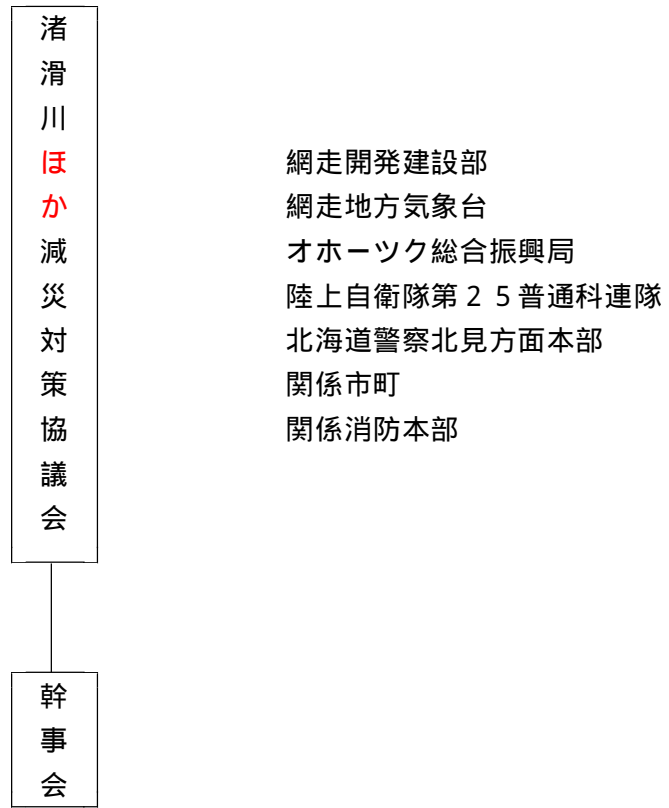 渚滑川ほか減災対策協議会
網走開発建設部
網走地方気象台
オホーツク総合振興局
陸上自衛隊第２５普通科連隊
北海道警察北見方面本部
関係市町
関係消防本部
幹事会